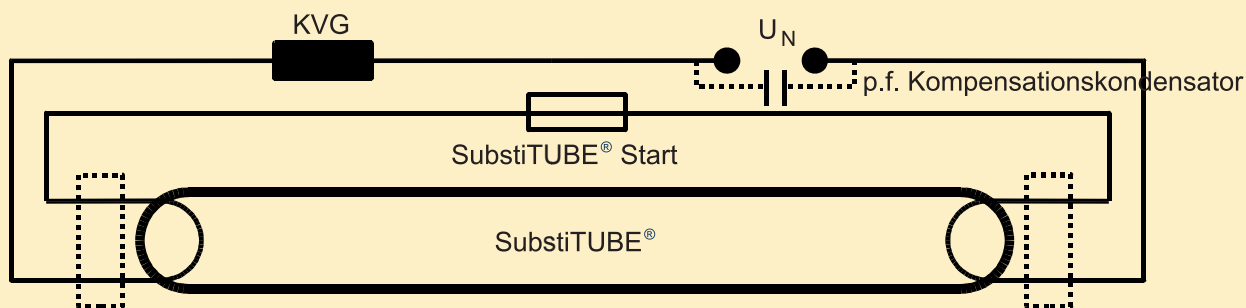 KVG
U N
p.f. Kompensationskondensator
SubstiTUBE® Start
SubstiTUBE®